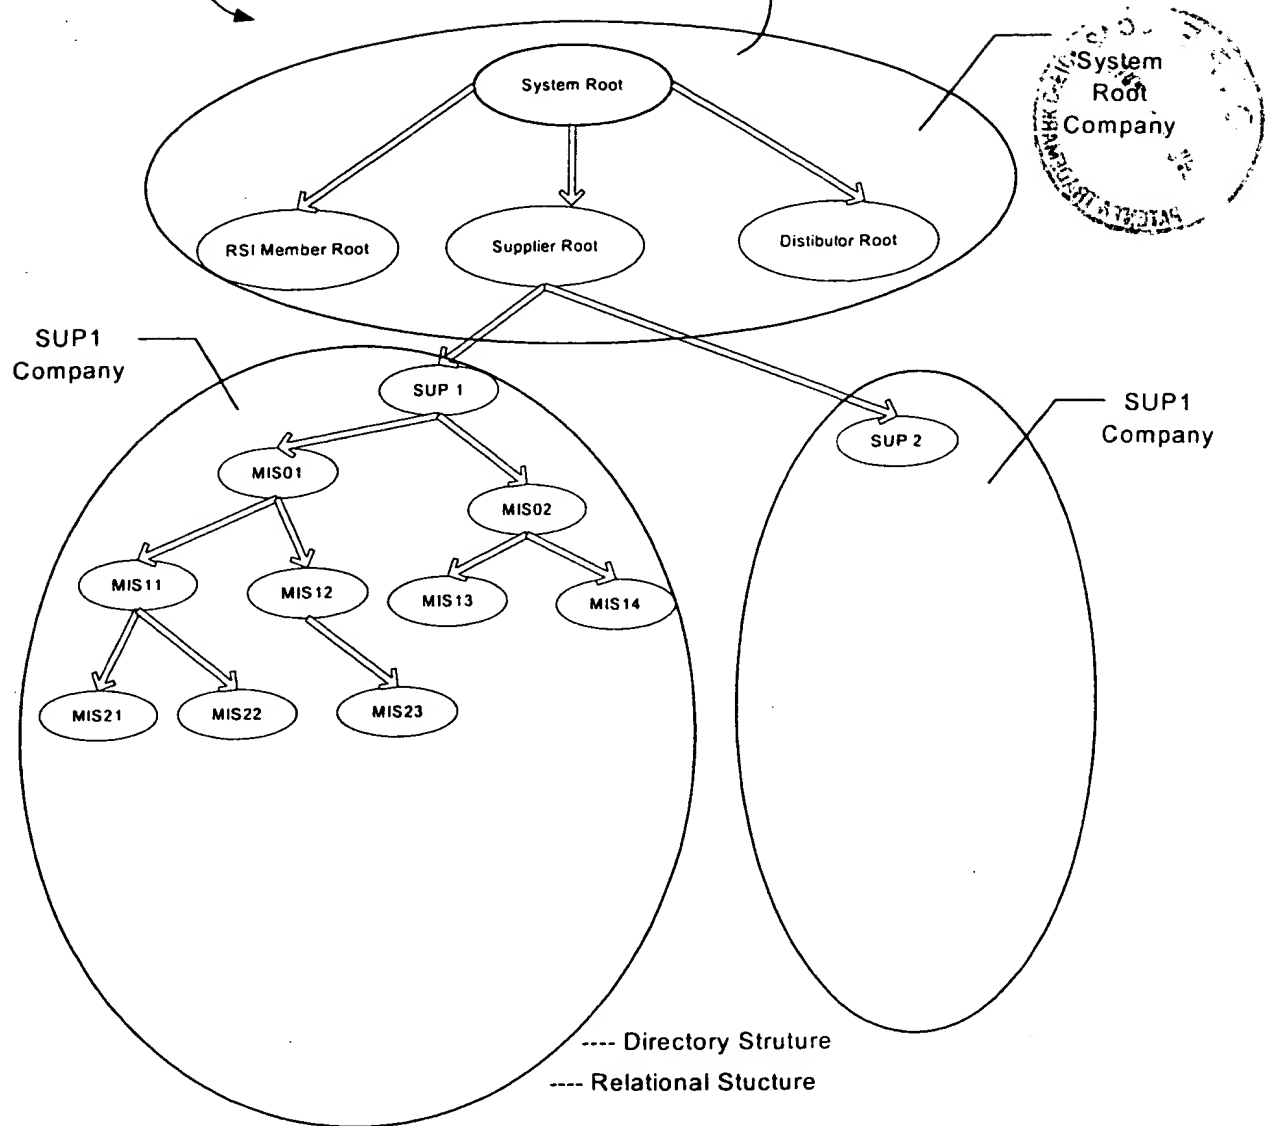 System
Root
Company
System Root
RSI Member Root
Supplier Root
Distibutor Root
SUP1
Company
SUP 1
SUP1
Company
SUP 2
MIS01
MIS02
MIS11
MIS12
MIS13
MIS14
MIS21
MIS22
MIS23
---- Directory Struture
---- Relational Stucture